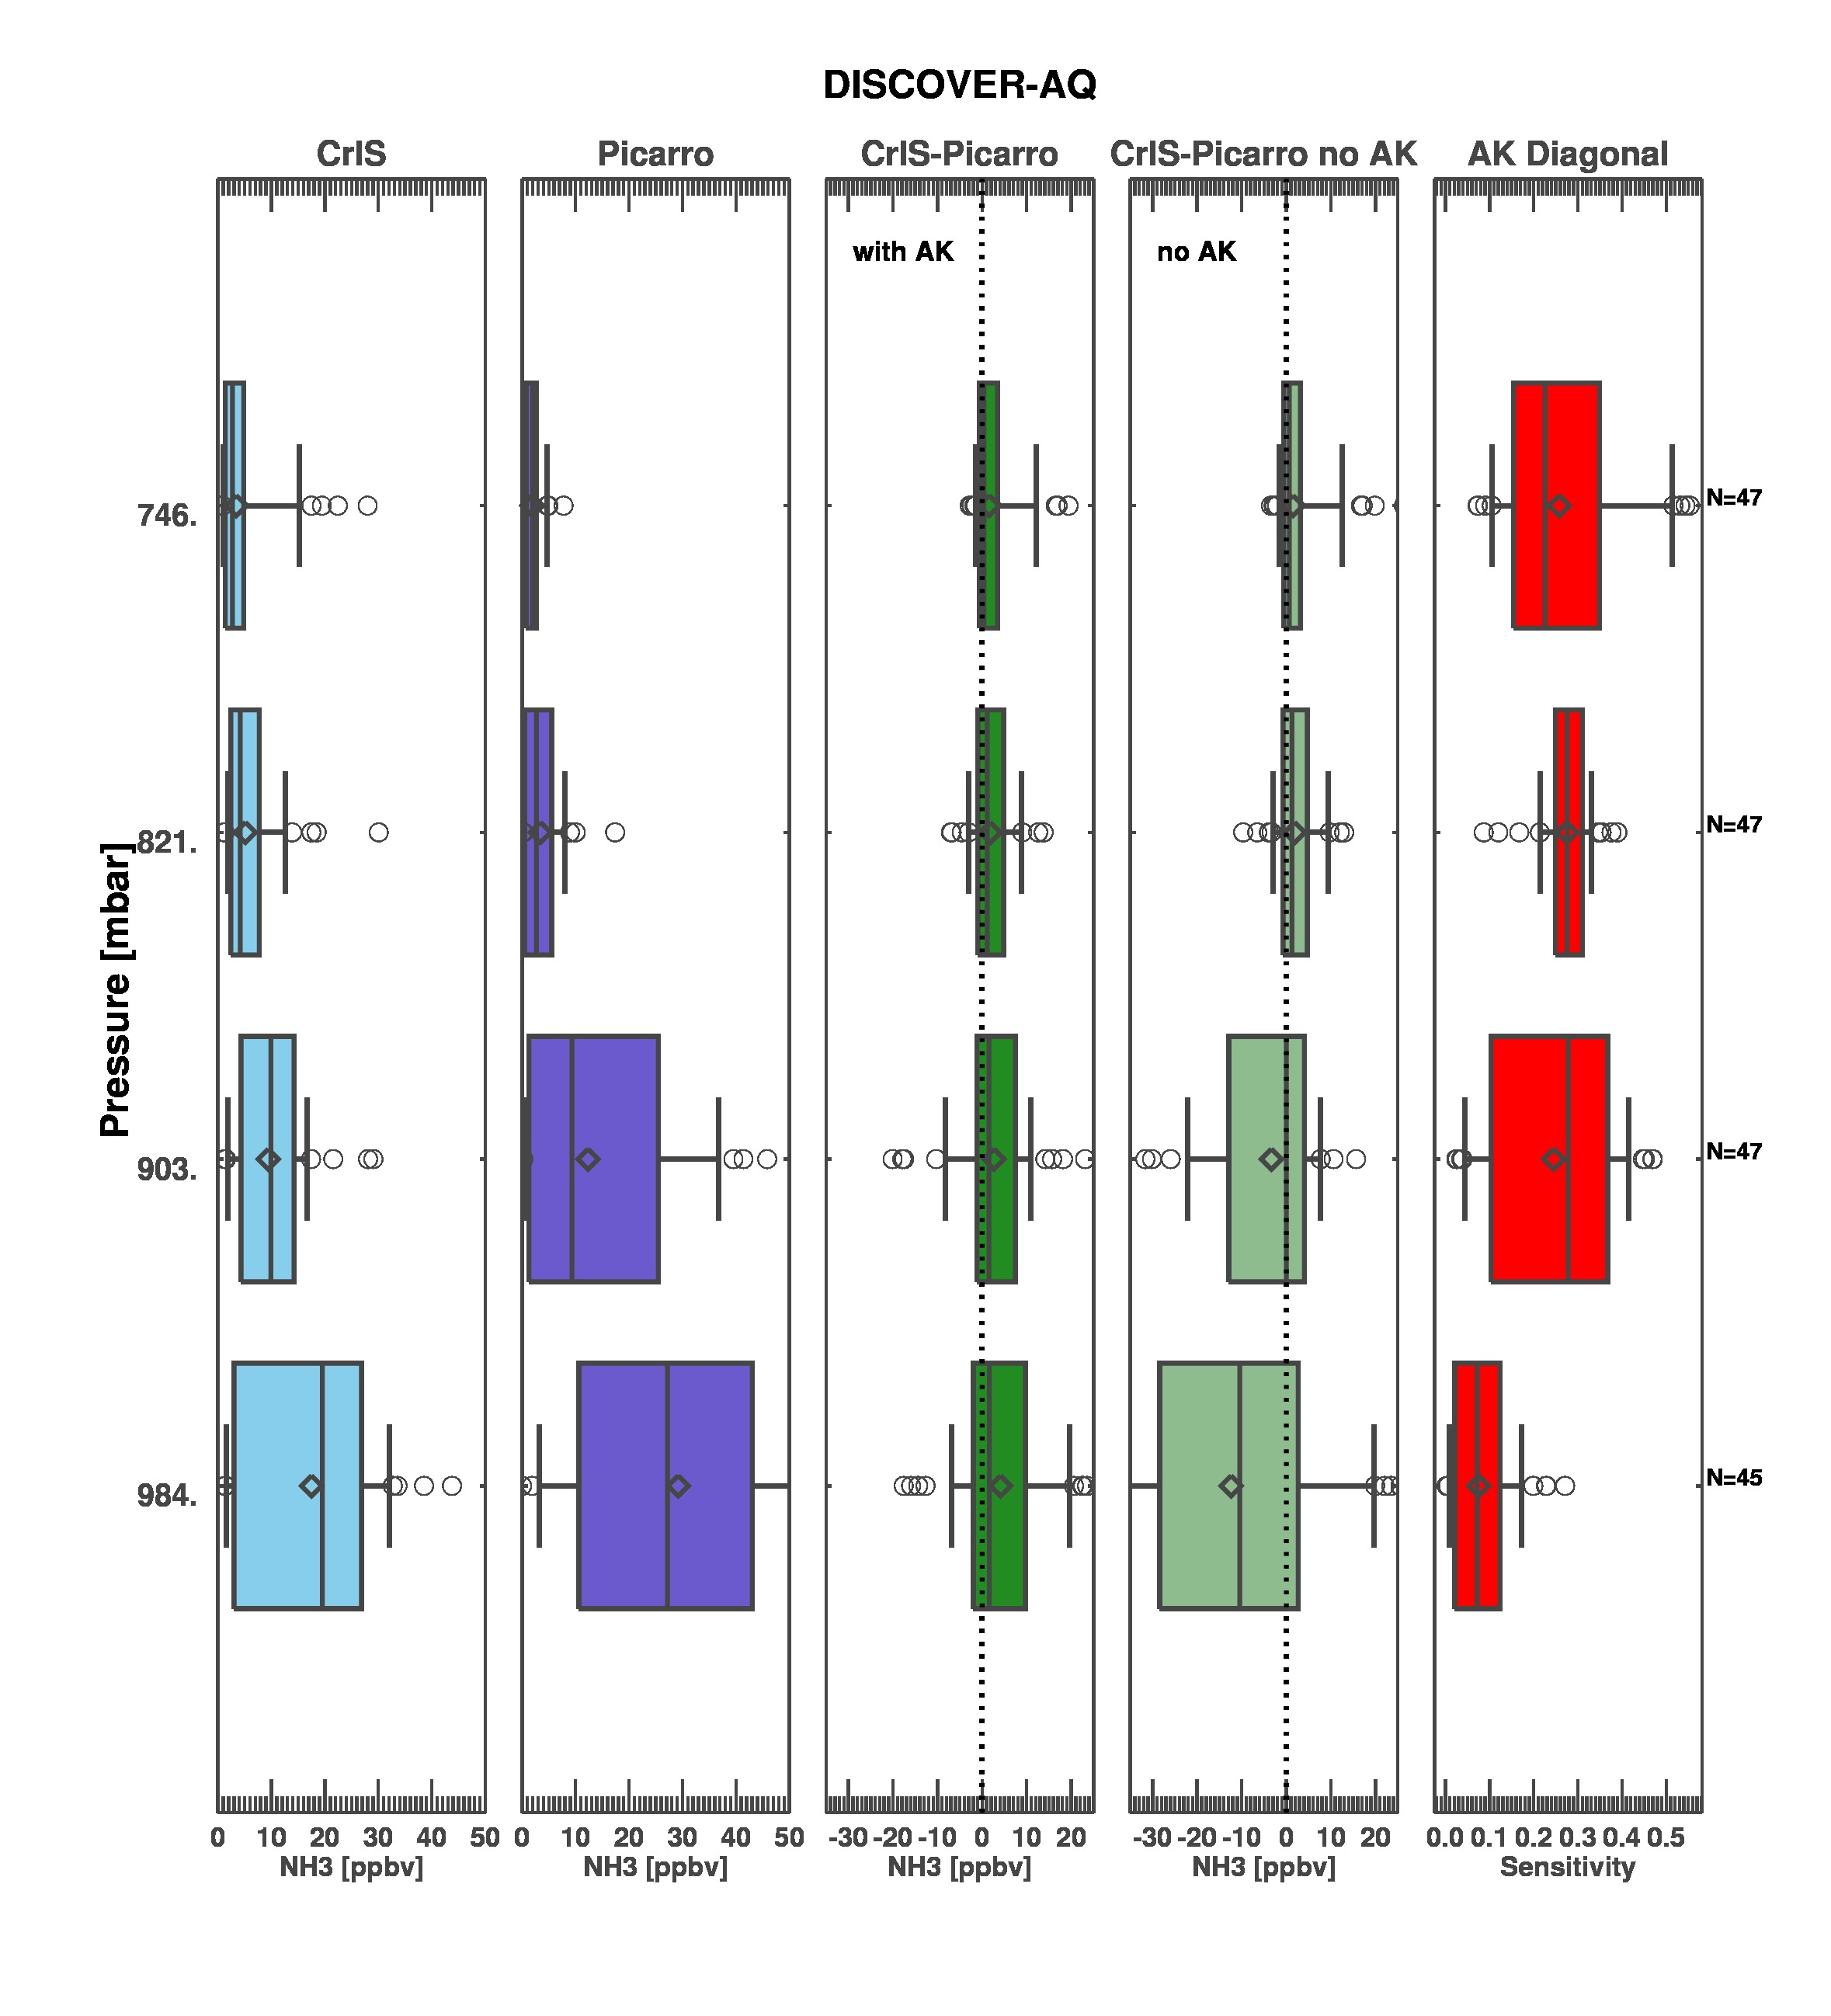 DISCOVER-AQ
CrIS Picarro CrIS-Picarro CrIS-Picarro no AK AK Diagonal
with AK no AK
746. N=47
821. N=47
Pressure [mbar]
903. N=47
984. N=45
0 10 20 30 40 50 0 10 20 30 40 50 -30 -20 -10 0 10 20 -30 -20 -10 0 10 20 0.0 0.1 0.2 0.3 0.4 0.5
NH3 [ppbv] NH3 [ppbv] NH3 [ppbv] NH3 [ppbv] Sensitivity